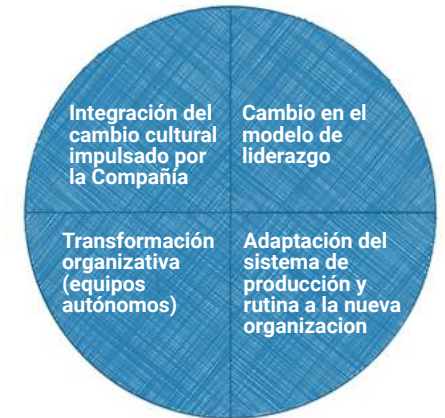 Integración del
cambio cultural
impulsado por
la Compañía
Cambio en el
modelo de
liderazgo
Transformación
organizativa
(equipos
autónomos)
Adaptación del
sistema de
producción y
rutina a la nueva
organizacion